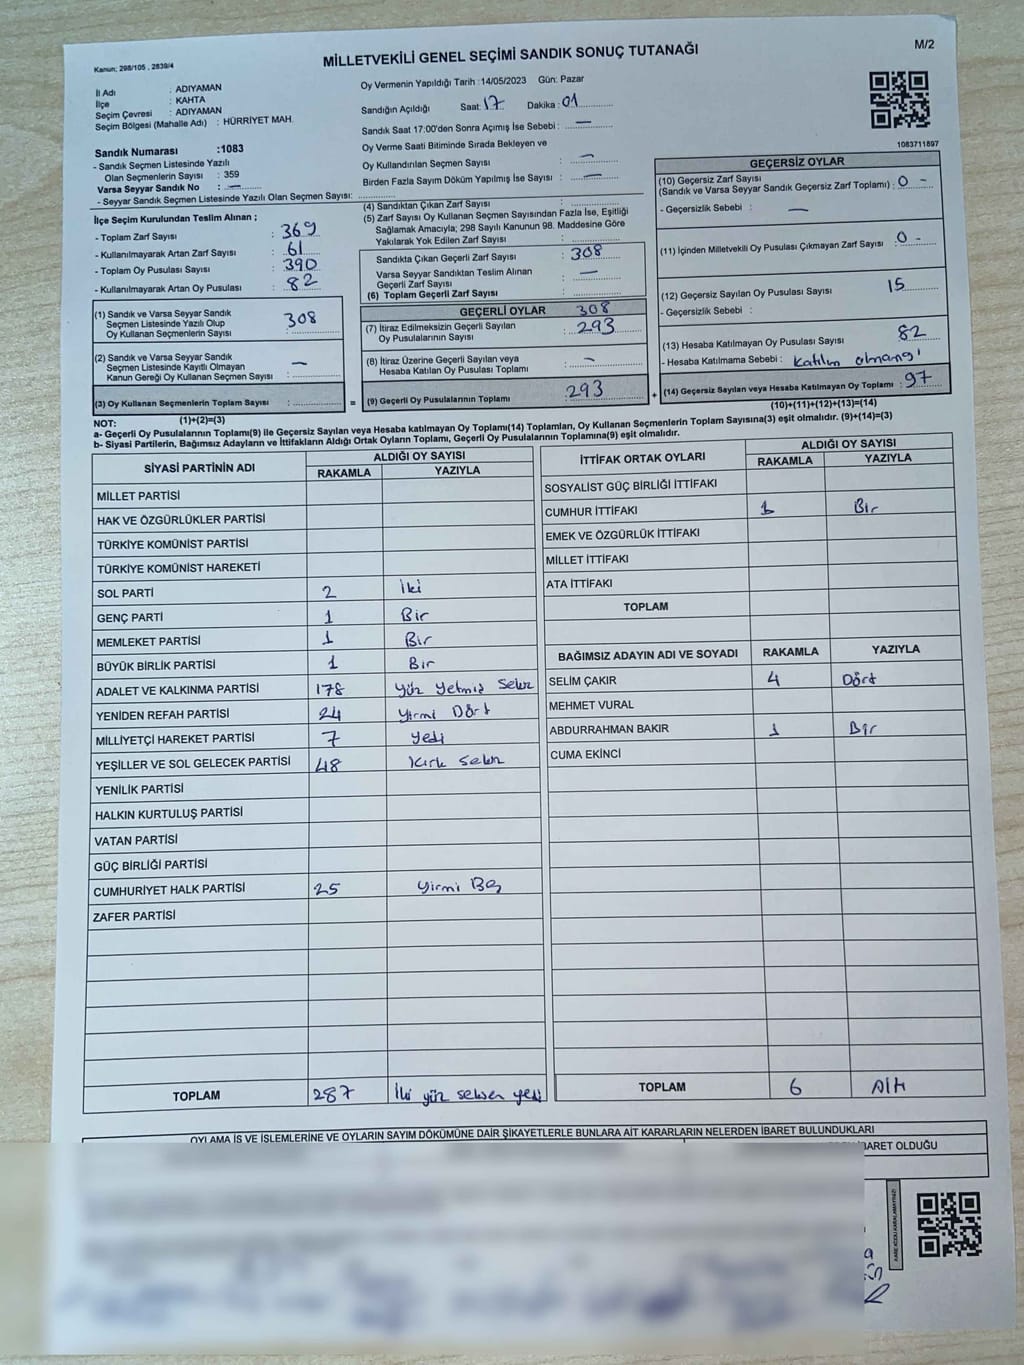 Kanun; 298/105 , 2839/4
MİLLETVEKİLİ GENEL SEÇİMİ SANDIK SONUÇ TUTANAĞI
M/2
İl Adı : ADIYAMAN
İlçe : KAHTA
Seçim Çevresi : ADIYAMAN
Seçim Bölgesi (Mahalle Adı) : HÜRRİYET MAH.
Sandık Numarası :1083
- Sandık Seçmen Listesinde Yazılı
Olan Seçmenlerin Sayısı : 359
Varsa Seyyar Sandık No : —
- Seyyar Sandık Seçmen Listesinde Yazılı Olan Seçmen Sayısı:
Oy Vermenin Yapıldığı Tarih : 14/05/2023 Gün: Pazar
Sandığın Açıldığı Saat: 17 Dakika : 01
Sandık Saat 17:00'den Sonra Açımış İse Sebebi : —
Oy Verme Saati Bitiminde Sırada Bekleyen ve
Oy Kullandırılan Seçmen Sayısı : —
Birden Fazla Sayım Döküm Yapılmış İse Sayısı : —
1083711897
İlçe Seçim Kurulundan Teslim Alınan ;
- Toplam Zarf Sayısı : 369
- Kullanılmayarak Artan Zarf Sayısı : 61
- Toplam Oy Pusulası Sayısı : 390
- Kullanılmayarak Artan Oy Pusulası : 82
(1) Sandık ve Varsa Seyyar Sandık
Seçmen Listesinde Yazılı Olup
Oy Kullanan Seçmenlerin Sayısı : 308
(2) Sandık ve Varsa Seyyar Sandık
Seçmen Listesinde Kayıtlı Olmayan
Kanun Gereği Oy Kullanan Seçmen Sayısı : —
(3) Oy Kullanan Seçmenlerin Toplam Sayısı :
(1)+(2)=(3)
(4) Sandıktan Çıkan Zarf Sayısı :
(5) Zarf Sayısı Oy Kullanan Seçmen Sayısından Fazla İse, Eşitliği
Sağlamak Amacıyla; 298 Sayılı Kanunun 98. Maddesine Göre
Yakılarak Yok Edilen Zarf Sayısı :
Sandıkta Çıkan Geçerli Zarf Sayısı : 308
Varsa Seyyar Sandıktan Teslim Alınan
Geçerli Zarf Sayısı : —
(6) Toplam Geçerli Zarf Sayısı :
GEÇERLİ OYLAR 308
(7) İtiraz Edilmeksizin Geçerli Sayılan
Oy Pusulalarının Sayısı : 293
(8) İtiraz Üzerine Geçerli Sayılan veya
Hesaba Katılan Oy Pusulası Toplamı : —
= (9) Geçerli Oy Pusulalarının Toplamı : 293 +
GEÇERSİZ OYLAR
(10) Geçersiz Zarf Sayısı
(Sandık ve Varsa Seyyar Sandık Geçersiz Zarf Toplamı) : 0 -
- Geçersizlik Sebebi : —
(11) İçinden Milletvekili Oy Pusulası Çıkmayan Zarf Sayısı : 0 -
(12) Geçersiz Sayılan Oy Pusulası Sayısı 15
- Geçersizlik Sebebi :
(13) Hesaba Katılmayan Oy Pusulası Sayısı : 82
- Hesaba Katılmama Sebebi : Katılım olmangı
(14) Geçersiz Sayılan veya Hesaba Katılmayan Oy Toplamı : 97
(10)+(11)+(12)+(13)=(14)
NOT:
a- Geçerli Oy Pusulalarının Toplamı(9) ile Geçersiz Sayılan veya Hesaba katılmayan Oy Toplamı(14) Toplamları, Oy Kullanan Seçmenlerin Toplam Sayısına(3) eşit olmalıdır. (9)+(14)=(3)
b- Siyasi Partilerin, Bağımsız Adayların ve İttifakların Aldığı Ortak Oyların Toplamı, Geçerli Oy Pusulalarının Toplamına(9) eşit olmalıdır.
SİYASİ PARTİNİN ADI ALDIĞI OY SAYISI
RAKAMLA YAZIYLA
MİLLET PARTİSİ
HAK VE ÖZGÜRLÜKLER PARTİSİ
TÜRKİYE KOMÜNİST PARTİSİ
TÜRKİYE KOMÜNİST HAREKETİ
SOL PARTİ 2 İki
GENÇ PARTİ 1 Bir
MEMLEKET PARTİSİ 1 Bir
BÜYÜK BİRLİK PARTİSİ 1 Bir
ADALET VE KALKINMA PARTİSİ 178 Yüz Yetmiş Sekiz
YENİDEN REFAH PARTİSİ 24 Yirmi Dört
MİLLİYETÇİ HAREKET PARTİSİ 7 Yedi
YEŞİLLER VE SOL GELECEK PARTİSİ 48 Kırk Sekiz
YENİLİK PARTİSİ
HALKIN KURTULUŞ PARTİSİ
VATAN PARTİSİ
GÜÇ BİRLİĞİ PARTİSİ
CUMHURİYET HALK PARTİSİ 25 Yirmi Beş
ZAFER PARTİSİ
TOPLAM 287 İki yüz seksen yedi
İTTİFAK ORTAK OYLARI ALDIĞI OY SAYISI
RAKAMLA YAZIYLA
SOSYALİST GÜÇ BİRLİĞİ İTTİFAKI
CUMHUR İTTİFAKI 1 Bir
EMEK VE ÖZGÜRLÜK İTTİFAKI
MİLLET İTTİFAKI
ATA İTTİFAKI
TOPLAM
BAĞIMSIZ ADAYIN ADI VE SOYADI RAKAMLA YAZIYLA
SELİM ÇAKIR 4 Dört
MEHMET VURAL
ABDURRAHMAN BAKIR 1 Bir
CUMA EKİNCİ
TOPLAM 6 Altı
OYLAMA İŞ VE İŞLEMLERİNE VE OYLARIN SAYIM DÖKÜMÜNE DAİR ŞİKAYETLERLE BUNLARA AİT KARARLARIN NELERDEN İBARET BULUNDUKLARI
BARET OLDUĞU